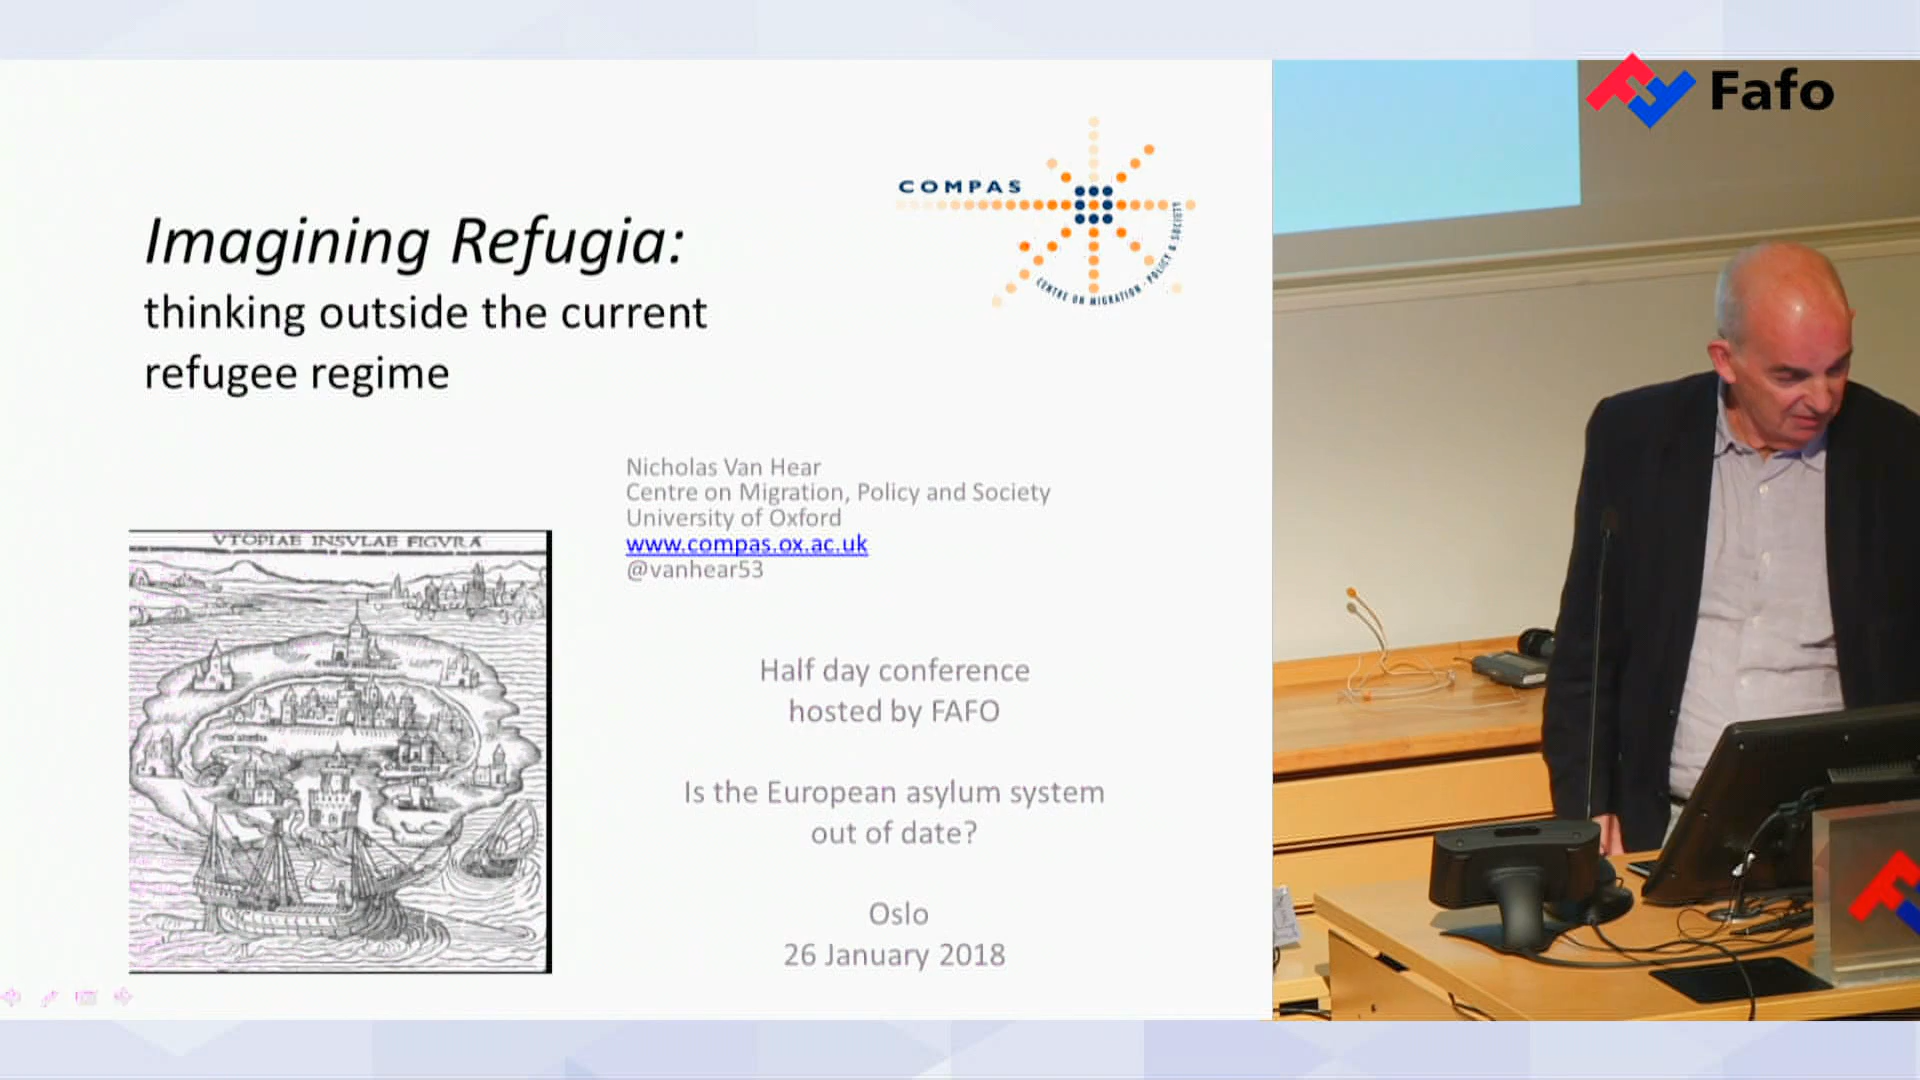 Fafo
COMPAS
CENTRE ON MIGRATION · POLICY & SOCIETY
Imagining Refugia:
thinking outside the current
refugee regime
Nicholas Van Hear
Centre on Migration, Policy and Society
University of Oxford
www.compas.ox.ac.uk
@vanhear53
VTOPIAE INSVLAE FIGVRA
Half day conference
hosted by FAFO
Is the European asylum system
out of date?
Oslo
26 January 2018